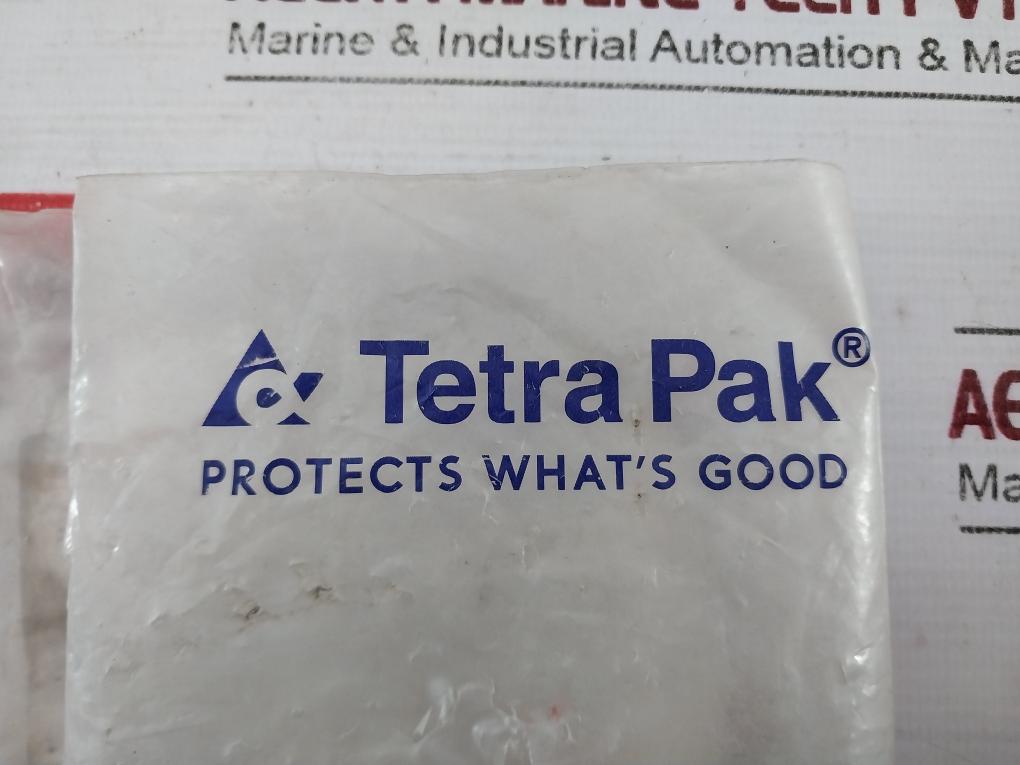 Marine & Industrial Automation & Ma
Tetra Pak®
PROTECTS WHAT'S GOOD
Ma